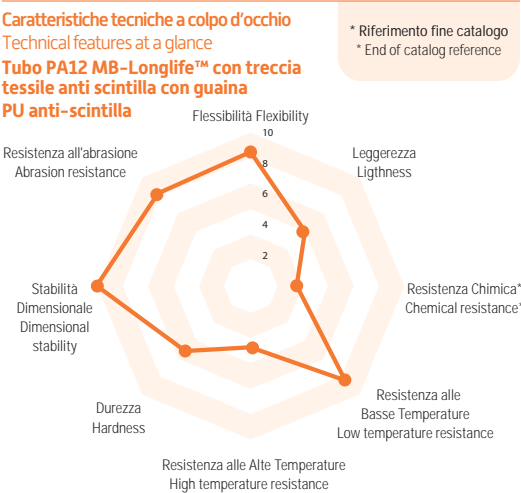 Caratteristiche tecniche a colpo d'occhio
Technical features at a glance
Tubo PA12 MB-Longlife™ con treccia
tessile anti scintilla con guaina
PU anti-scintilla
* Riferimento fine catalogo
* End of catalog reference
Flessibilità Flexibility
10
8
6
4
2
Leggerezza
Ligthness
Resistenza Chimica*
Chemical resistance*
Resistenza alle
Basse Temperature
Low temperature resistance
Resistenza alle Alte Temperature
High temperature resistance
Durezza
Hardness
Stabilità
Dimensionale
Dimensional
stability
Resistenza all'abrasione
Abrasion resistance